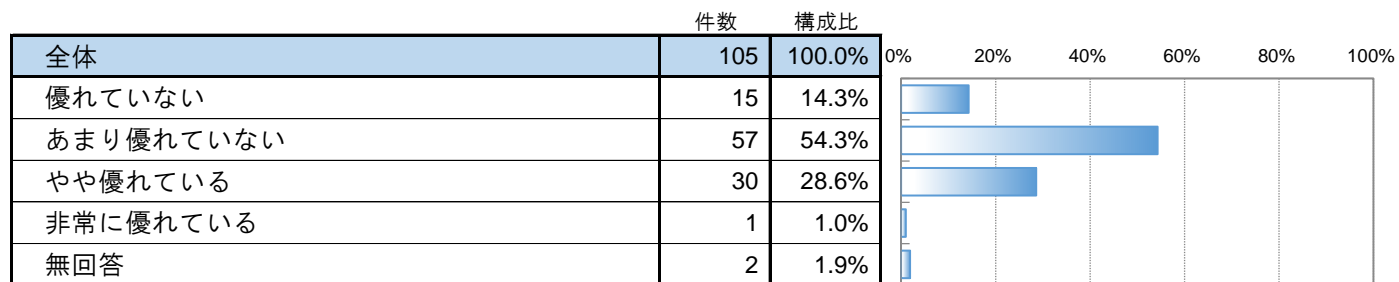 件数 構成比
全体 105 100.0% 0% 20% 40% 60% 80% 100%
優れていない 15 14.3%
あまり優れていない 57 54.3%
やや優れている 30 28.6%
非常に優れている 1 1.0%
無回答 2 1.9%